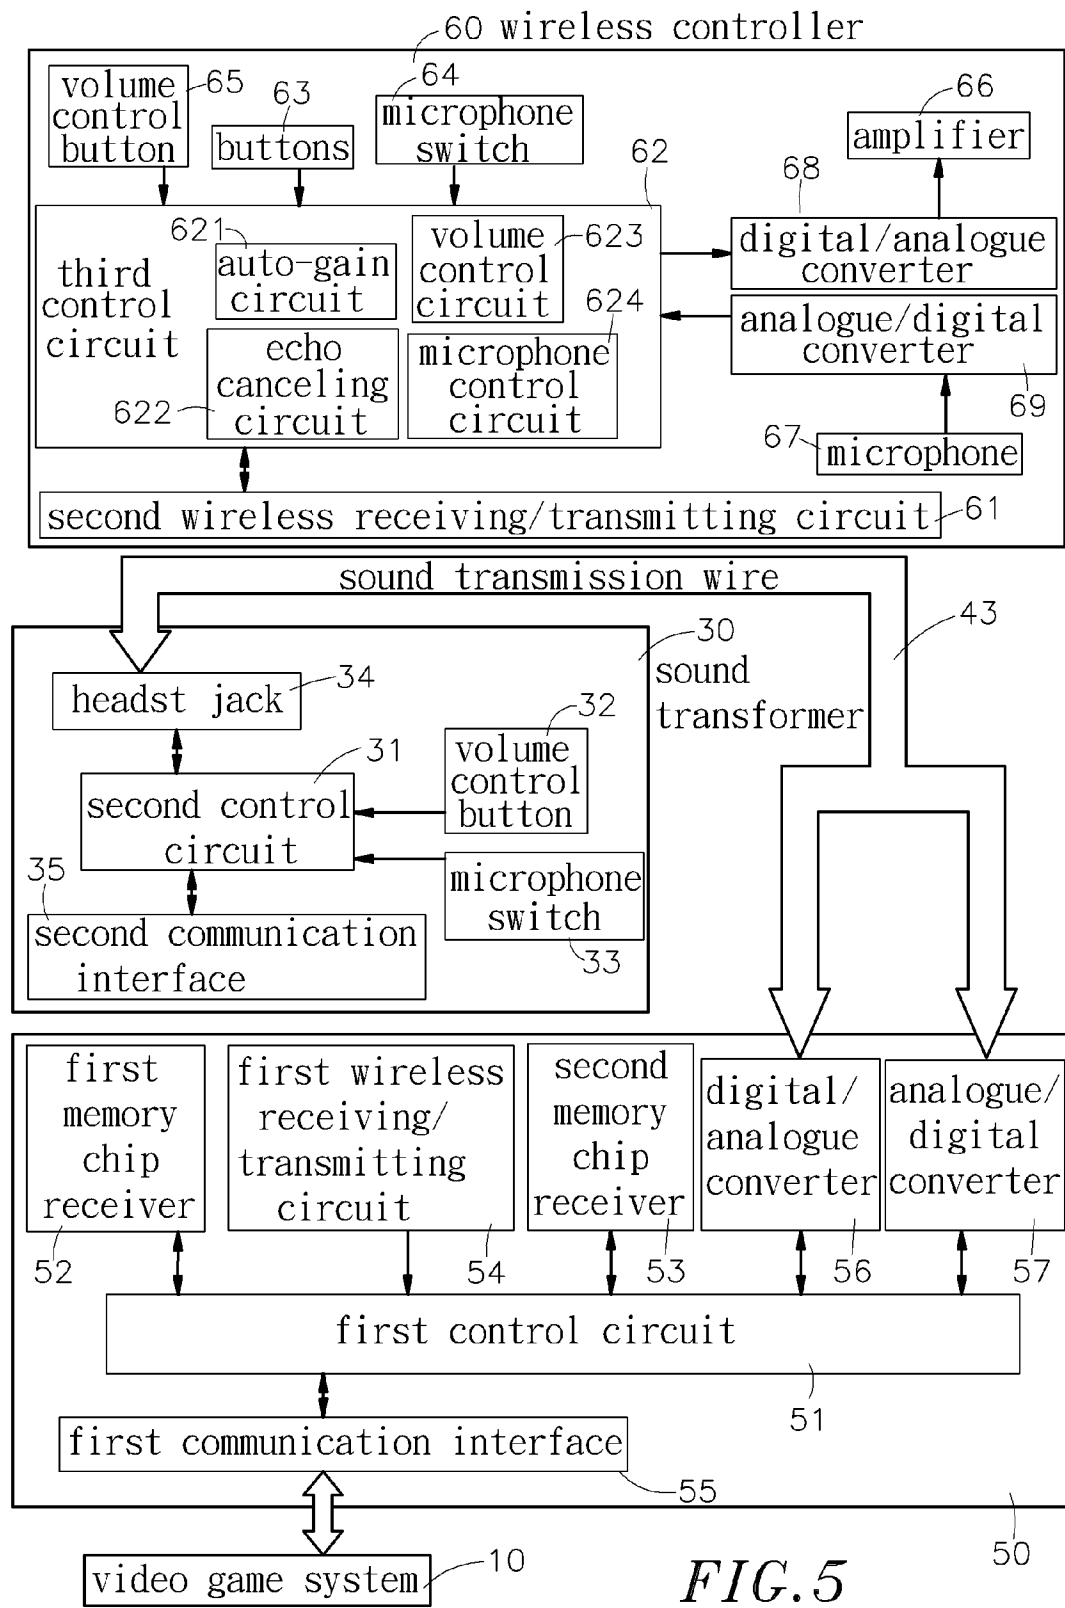 60 wireless controller
volume
control
button
65
63
buttons
64
microphone
switch
66
amplifier
62
68
digital/analogue
converter
third
control
circuit
621
auto-gain
circuit
volume
control
circuit
623
624
echo
canceling
circuit
622
microphone
control
circuit
analogue/digital
converter
69
67
microphone
second wireless receiving/transmitting circuit
61
sound transmission wire
43
30
sound
transformer
headst jack
34
32
volume
control
button
31
second control
circuit
microphone
switch
33
35
second communication
interface
first
memory
chip
receiver
52
first wireless
receiving/
transmitting
circuit
54
second
memory
chip
receiver
53
digital/
analogue
converter
56
analogue/
digital
converter
57
first control circuit
51
first communication interface
55
50
video game system
10
FIG.5